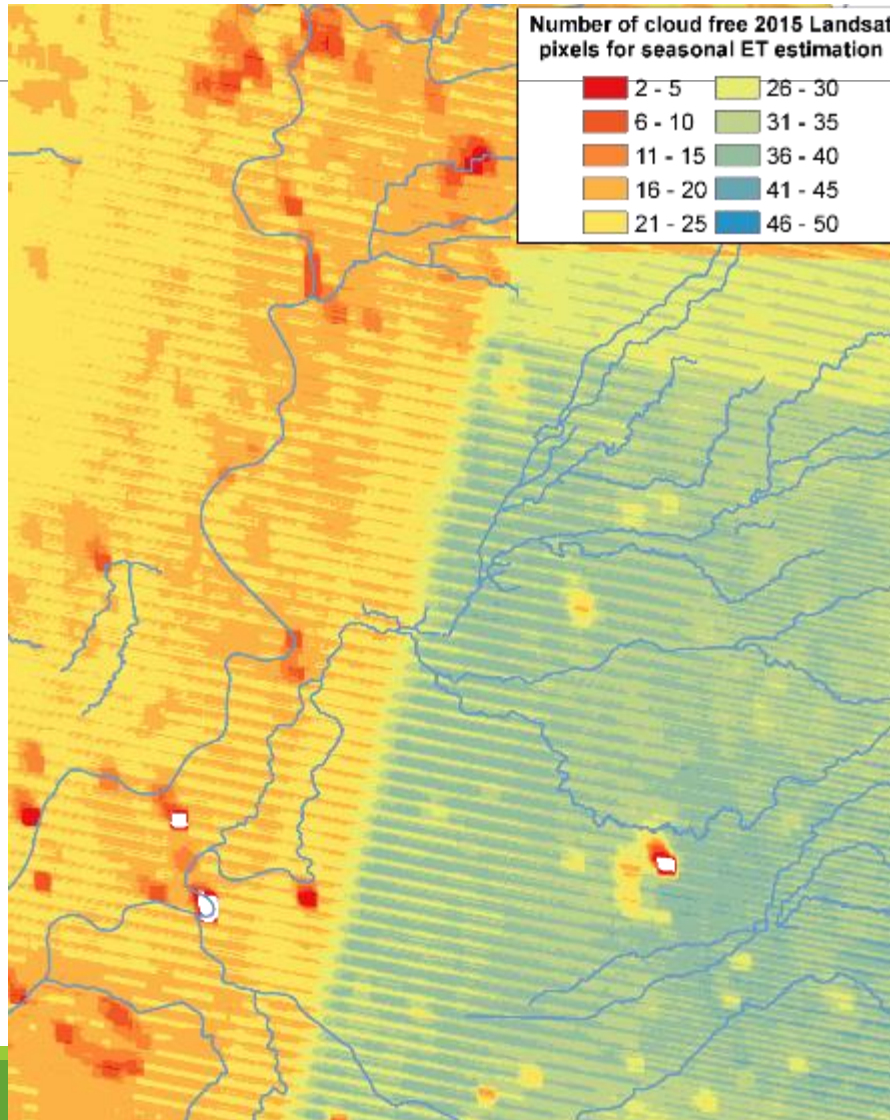 Number of cloud free 2015 Landsat
pixels for seasonal ET estimation
2 - 5 26 - 30
6 - 10 31 - 35
11 - 15 36 - 40
16 - 20 41 - 45
21 - 25 46 - 50